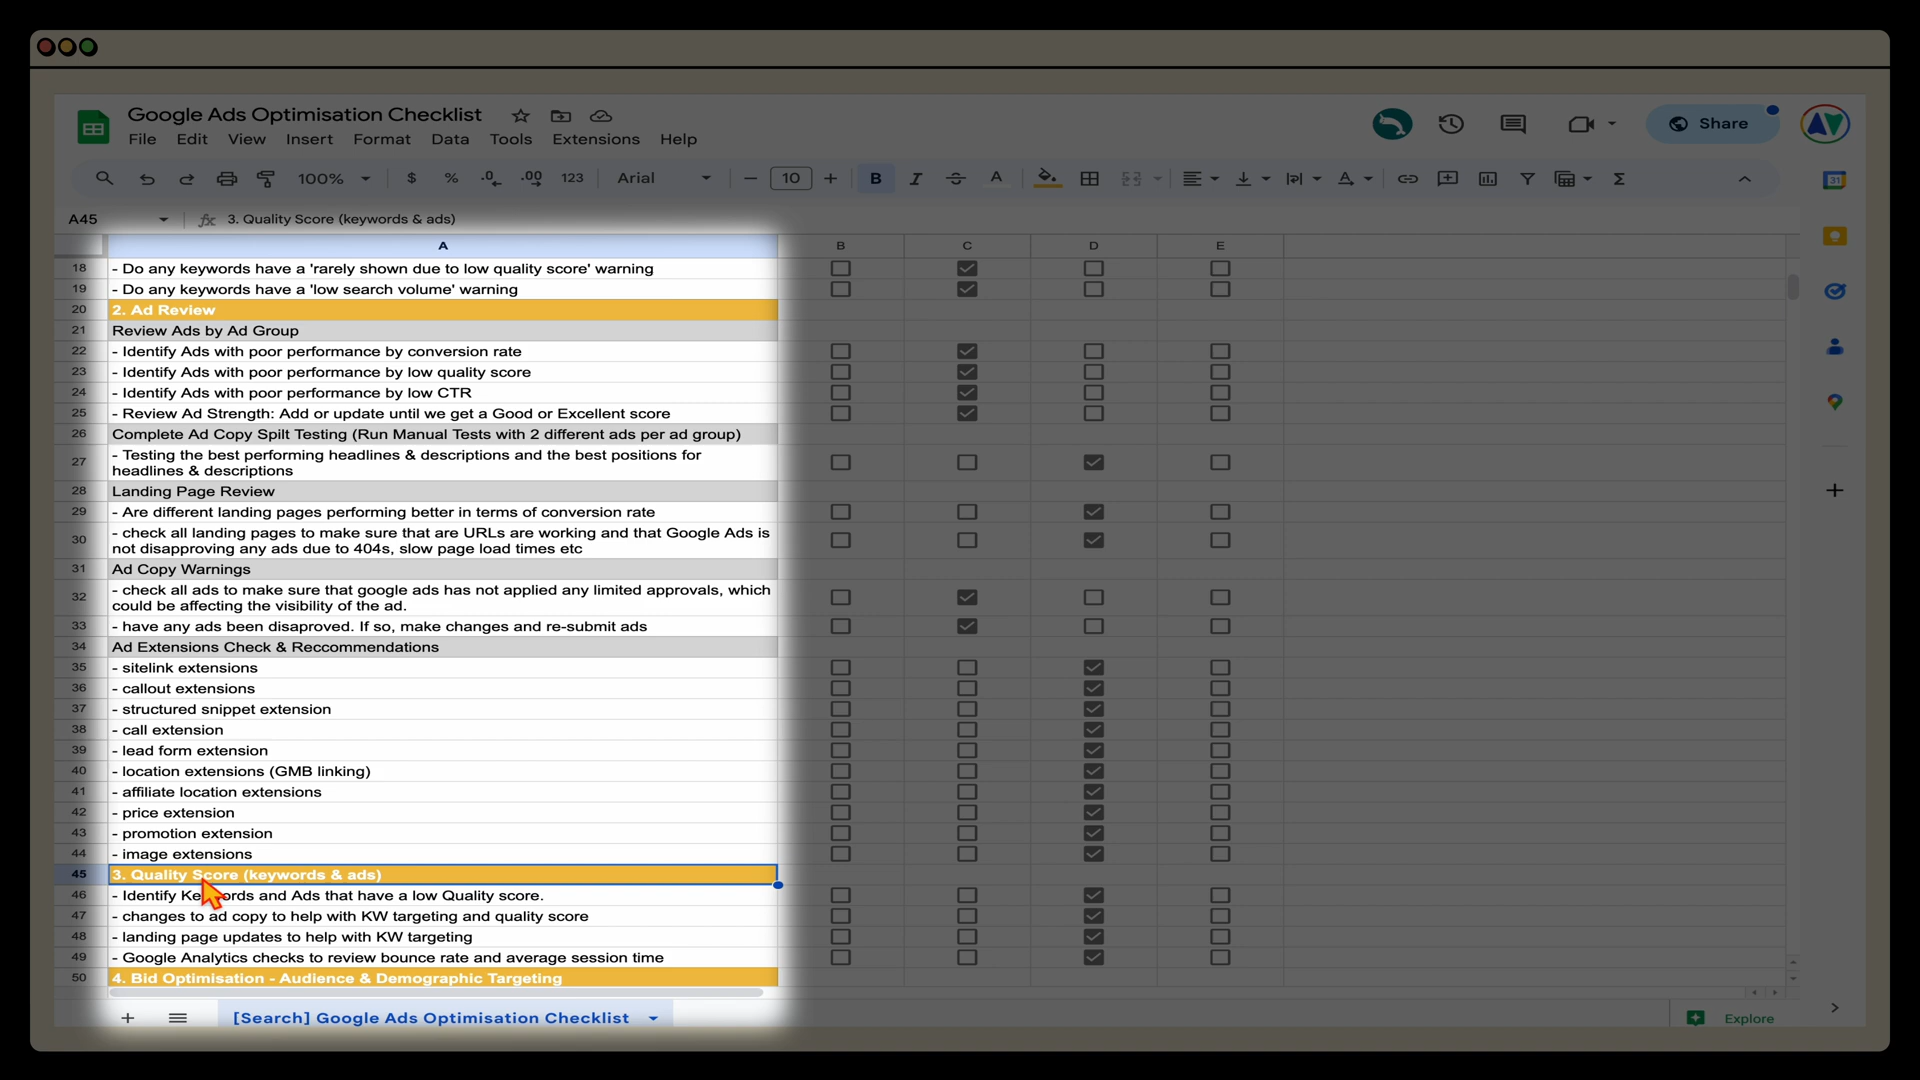 Google Ads Optimisation Checklist
File Edit View Insert Format Data Tools Extensions Help
Share
100% $ % .0 .00 123 Arial 10 B I A
31
A45 fx 3. Quality Score (keywords & ads)
A B C D E
18 - Do any keywords have a 'rarely shown due to low quality score' warning
19 - Do any keywords have a 'low search volume' warning
20 2. Ad Review
21 Review Ads by Ad Group
22 - Identify Ads with poor performance by conversion rate
23 - Identify Ads with poor performance by low quality score
24 - Identify Ads with poor performance by low CTR
25 - Review Ad Strength: Add or update until we get a Good or Excellent score
26 Complete Ad Copy Spilt Testing (Run Manual Tests with 2 different ads per ad group)
27 - Testing the best performing headlines & descriptions and the best positions for
headlines & descriptions
28 Landing Page Review
29 - Are different landing pages performing better in terms of conversion rate
30 - check all landing pages to make sure that are URLs are working and that Google Ads is
not disapproving any ads due to 404s, slow page load times etc
31 Ad Copy Warnings
32 - check all ads to make sure that google ads has not applied any limited approvals, which
could be affecting the visibility of the ad.
33 - have any ads been disaproved. If so, make changes and re-submit ads
34 Ad Extensions Check & Reccommendations
35 - sitelink extensions
36 - callout extensions
37 - structured snippet extension
38 - call extension
39 - lead form extension
40 - location extensions (GMB linking)
41 - affiliate location extensions
42 - price extension
43 - promotion extension
44 - image extensions
45 3. Quality Score (keywords & ads)
46 - Identify Keywords and Ads that have a low Quality score.
47 - changes to ad copy to help with KW targeting and quality score
48 - landing page updates to help with KW targeting
49 - Google Analytics checks to review bounce rate and average session time
50 4. Bid Optimisation - Audience & Demographic Targeting
[Search] Google Ads Optimisation Checklist
Explore